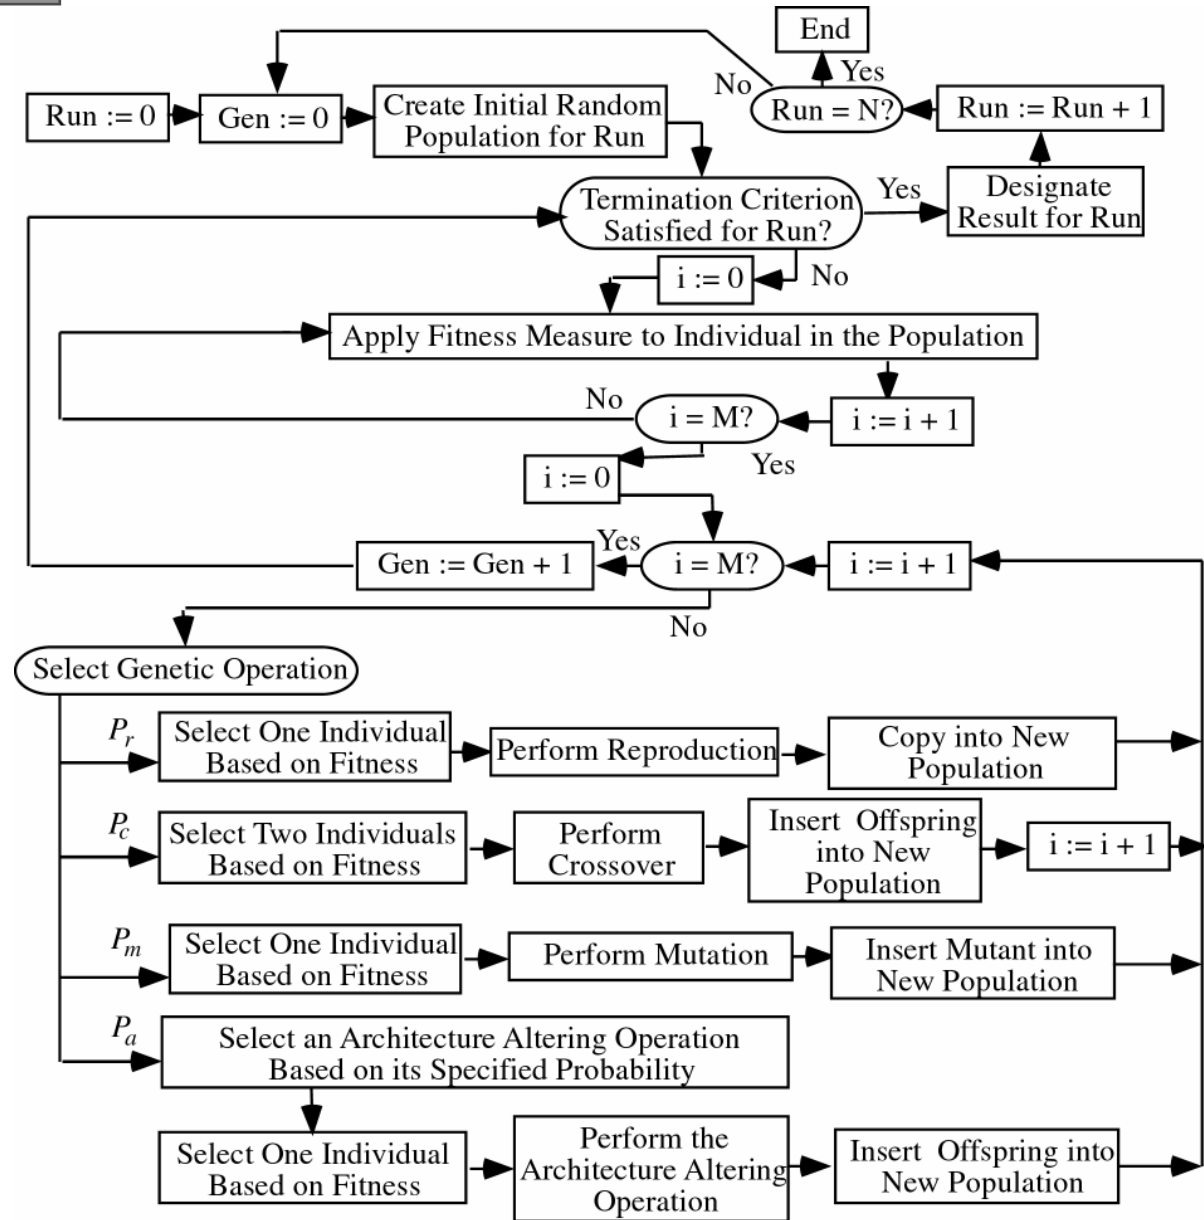 End
No
Yes
Run := 0
Gen := 0
Create Initial Random
Population for Run
Run = N?
Run := Run + 1
Termination Criterion
Satisfied for Run?
Yes
Designate
Result for Run
i := 0
No
Apply Fitness Measure to Individual in the Population
No
i = M?
i := i + 1
Yes
i := 0
Gen := Gen + 1
Yes
i = M?
i := i + 1
No
Select Genetic Operation
Pr
Select One Individual
Based on Fitness
Perform Reproduction
Copy into New
Population
Pc
Select Two Individuals
Based on Fitness
Perform
Crossover
Insert Offspring
into New
Population
i := i + 1
Pm
Select One Individual
Based on Fitness
Perform Mutation
Insert Mutant into
New Population
Pa
Select an Architecture Altering Operation
Based on its Specified Probability
Select One Individual
Based on Fitness
Perform the
Architecture Altering
Operation
Insert Offspring into
New Population